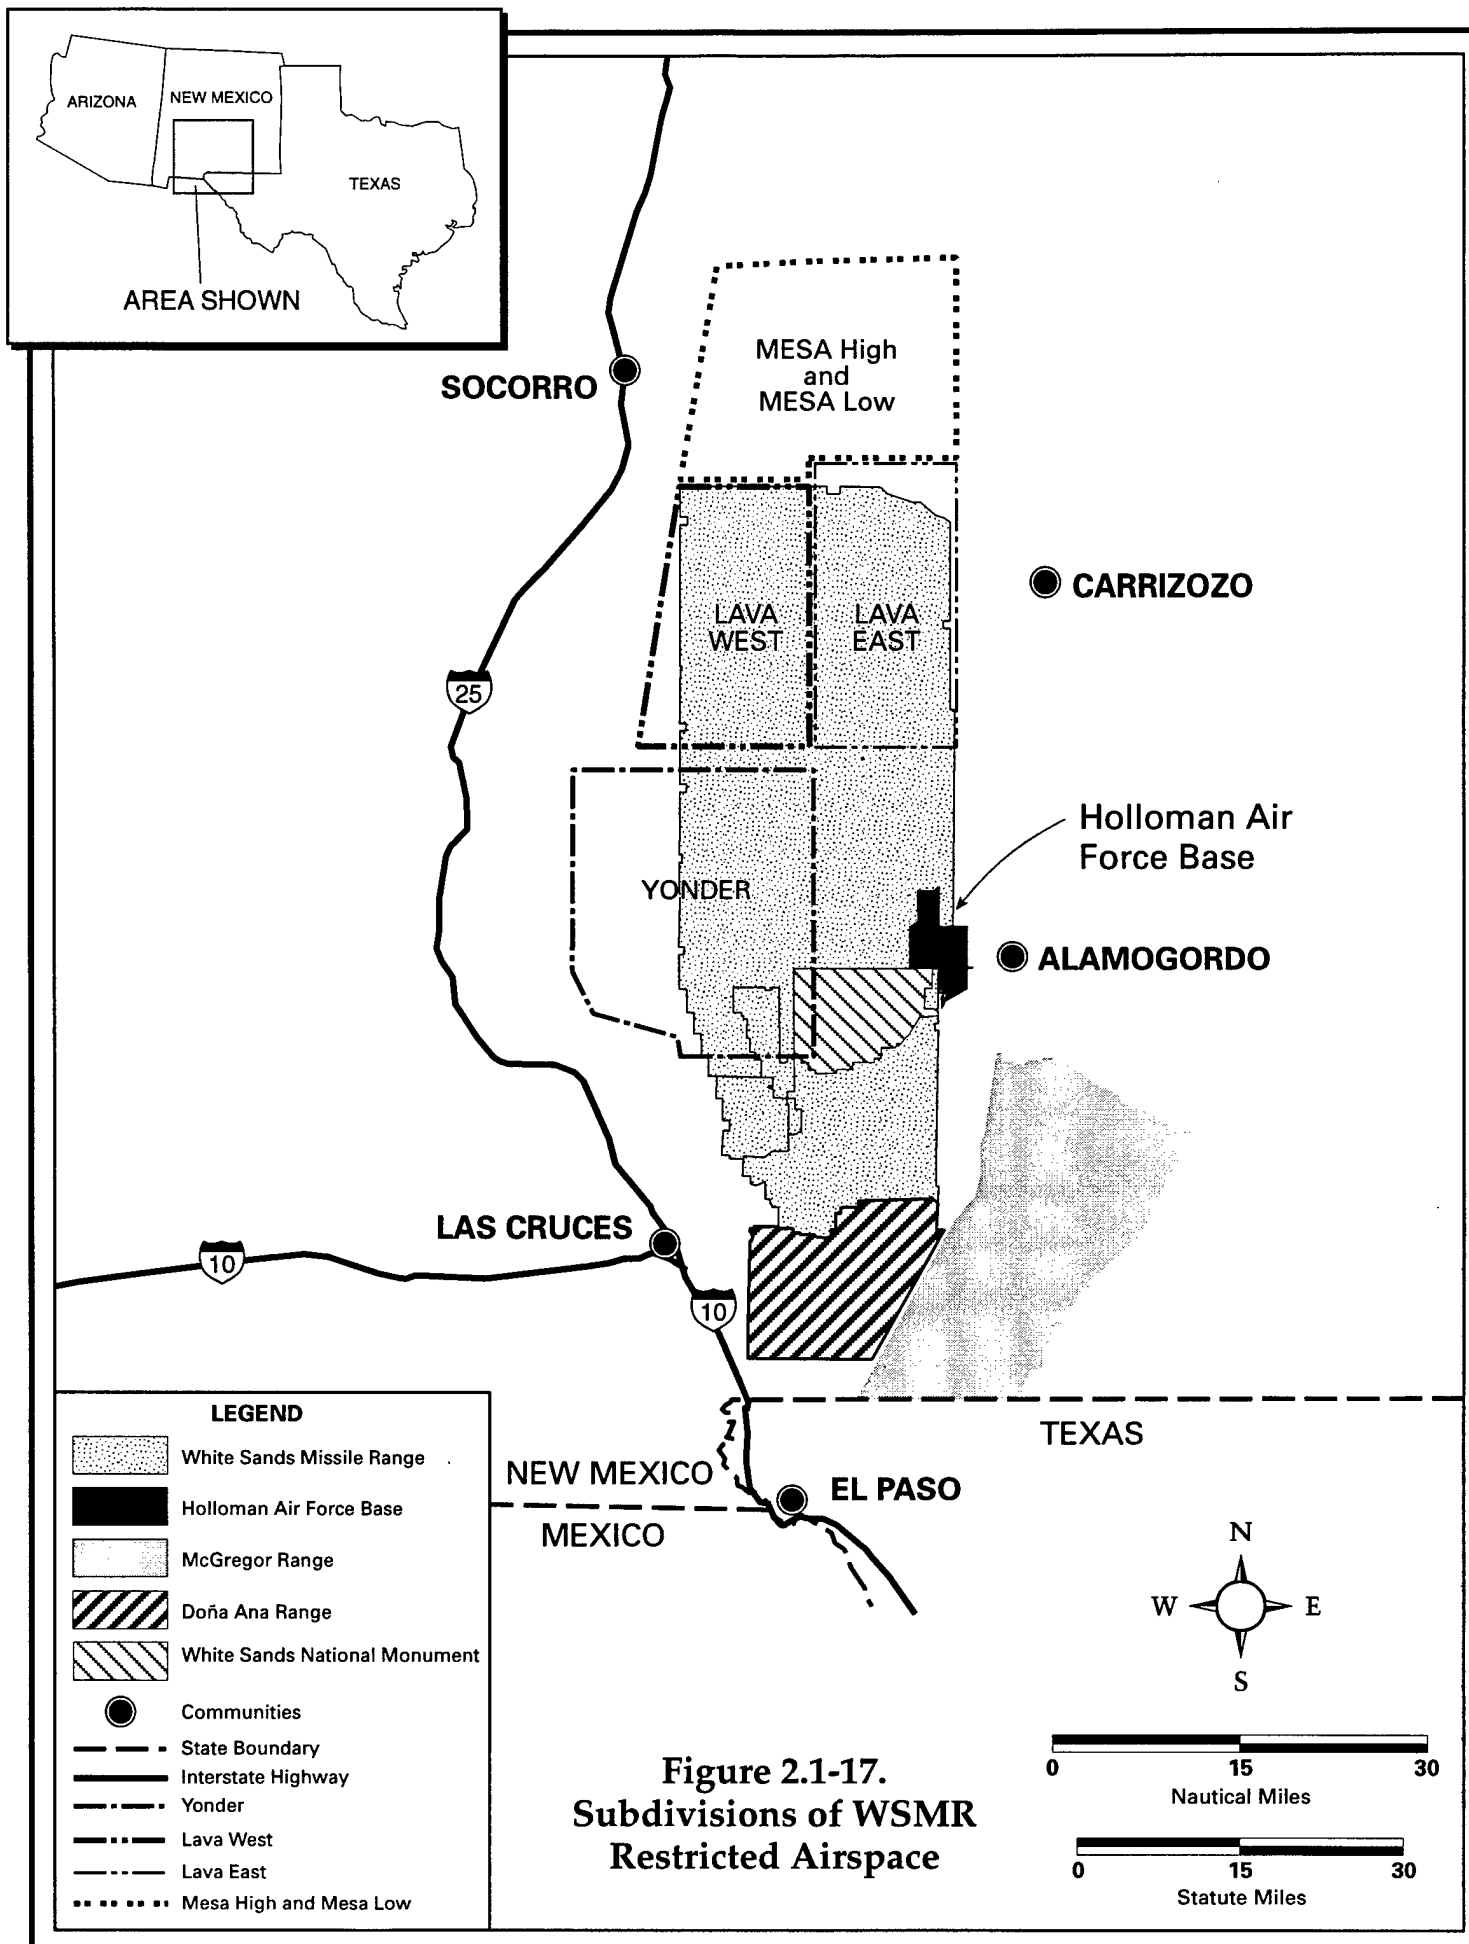 ARIZONA
NEW MEXICO
TEXAS
AREA SHOWN
MESA High
and
MESA Low
SOCORRO
CARRIZOZO
LAVA
WEST
LAVA
EAST
25
Holloman Air
Force Base
YONDER
ALAMOGORDO
LAS CRUCES
10
10
TEXAS
NEW MEXICO
EL PASO
MEXICO
LEGEND
White Sands Missile Range
Holloman Air Force Base
McGregor Range
Doña Ana Range
White Sands National Monument
Communities
State Boundary
Interstate Highway
Yonder
Lava West
Lava East
Mesa High and Mesa Low
N
W E
S
0 15 30
Nautical Miles
0 15 30
Statute Miles
Figure 2.1-17.
Subdivisions of WSMR
Restricted Airspace